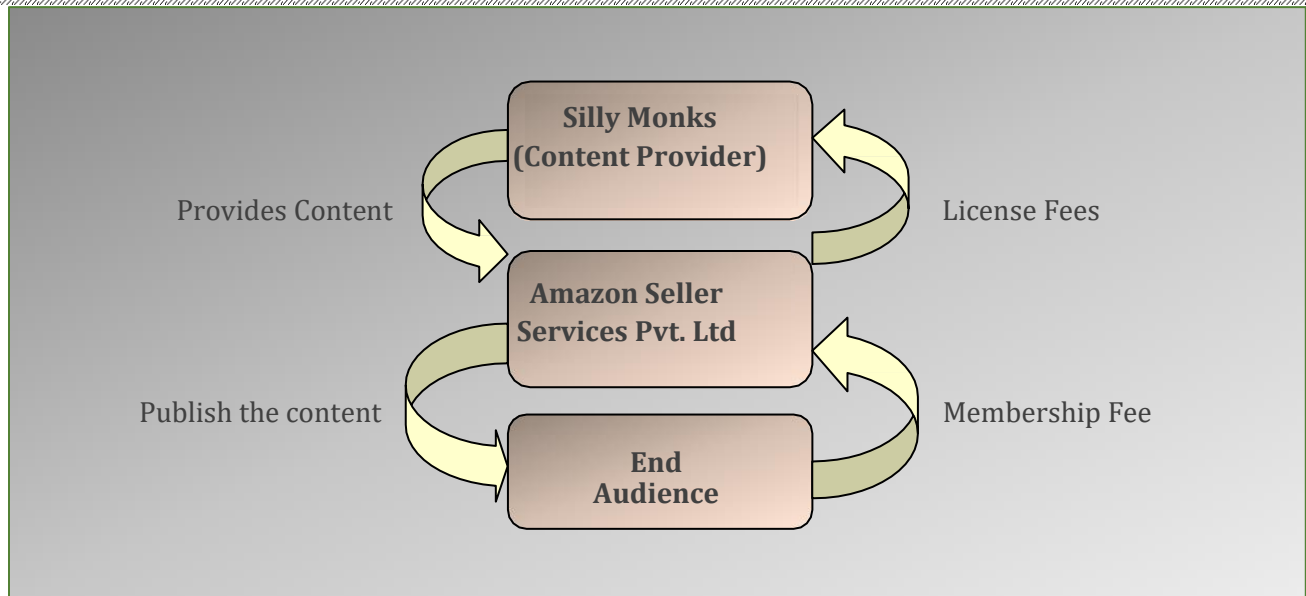 Silly Monks
(Content Provider)
Provides Content
License Fees
Amazon Seller
Services Pvt. Ltd
Publish the content
Membership Fee
End
Audience